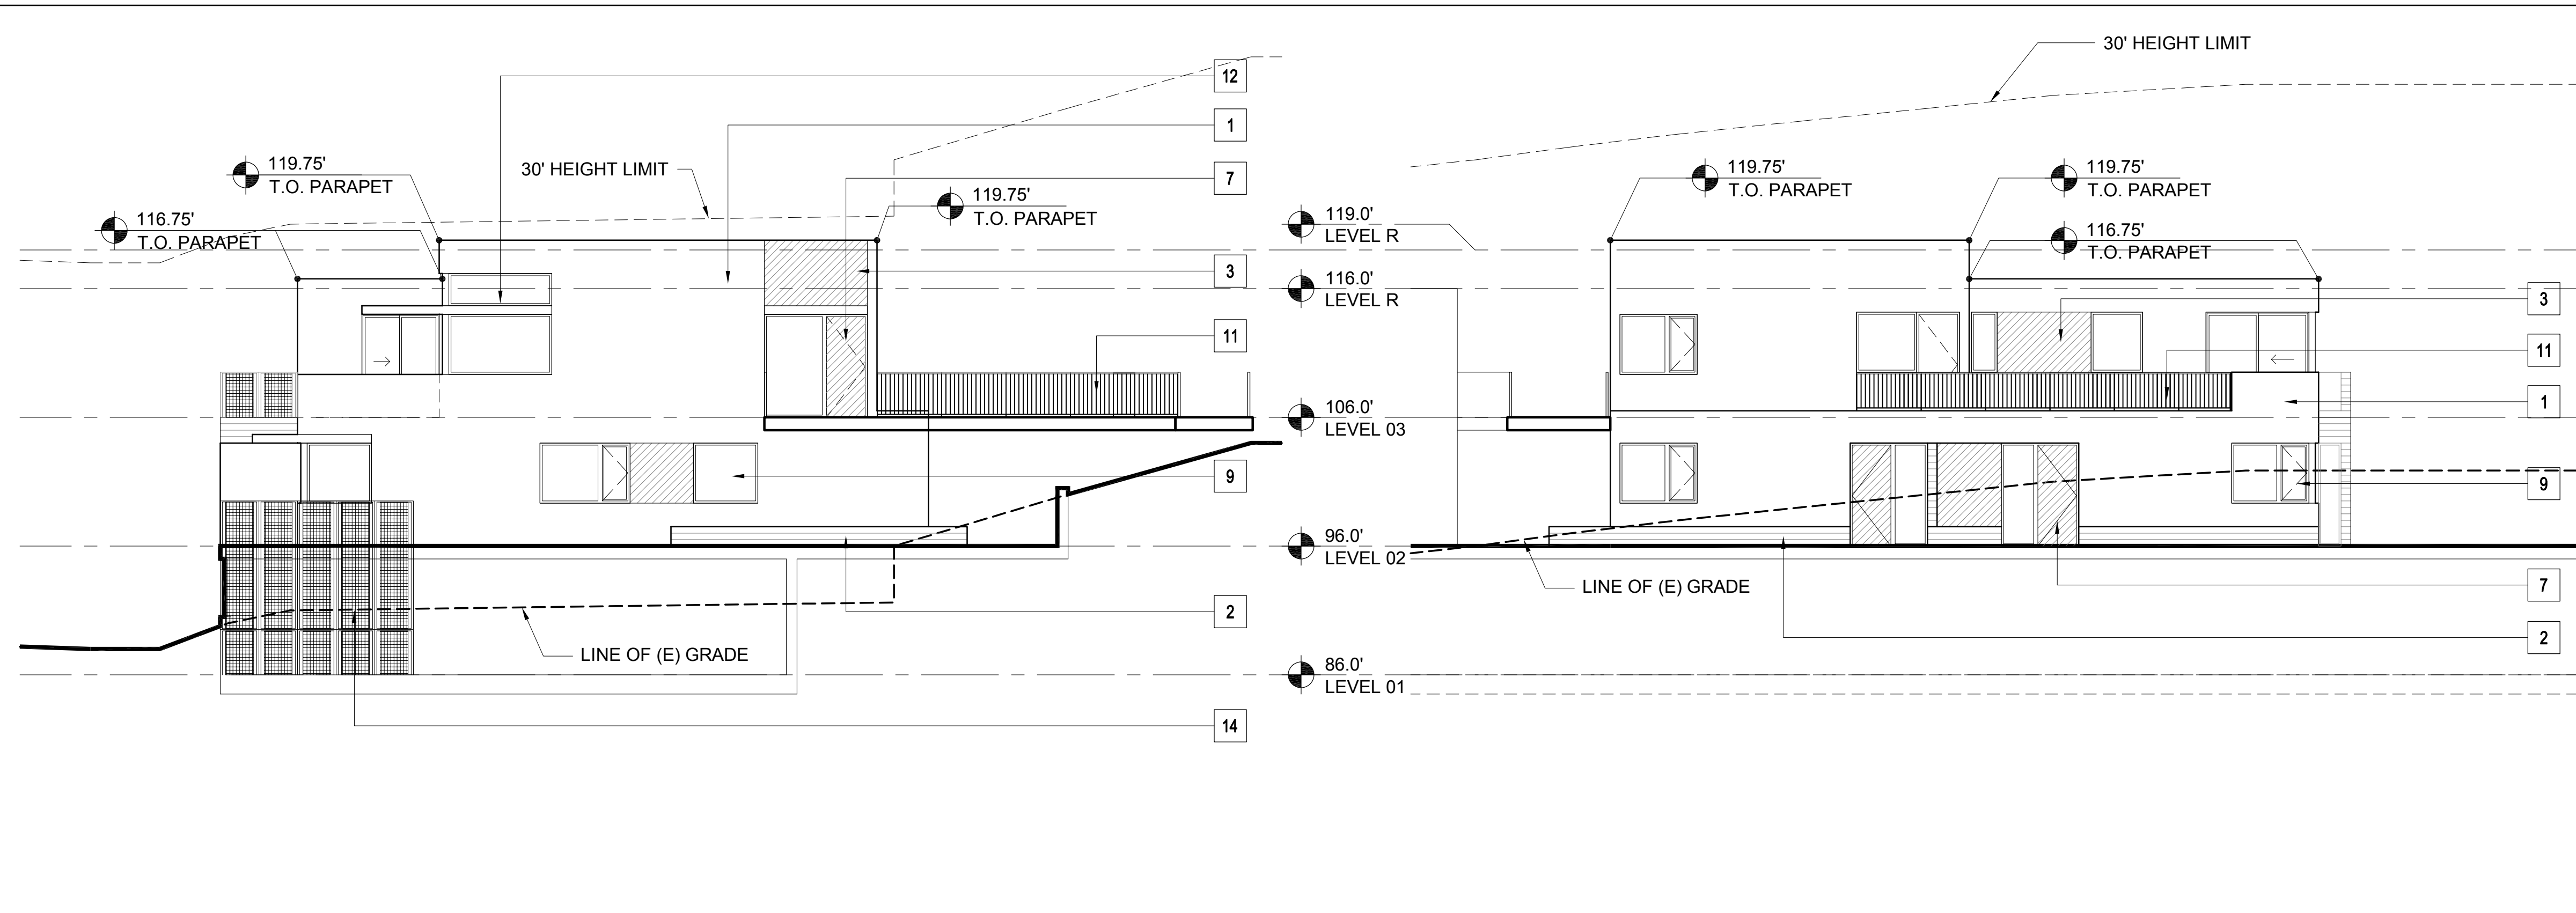 12
1
30' HEIGHT LIMIT
7
119.75'
T.O. PARAPET
119.75'
T.O. PARAPET
116.75'
T.O. PARAPET
3
11
9
2
LINE OF (E) GRADE
14
119.0'
LEVEL R
116.0'
LEVEL R
106.0'
LEVEL 03
96.0'
LEVEL 02
86.0'
LEVEL 01
30' HEIGHT LIMIT
119.75'
T.O. PARAPET
119.75'
T.O. PARAPET
116.75'
T.O. PARAPET
3
11
1
9
LINE OF (E) GRADE
7
2